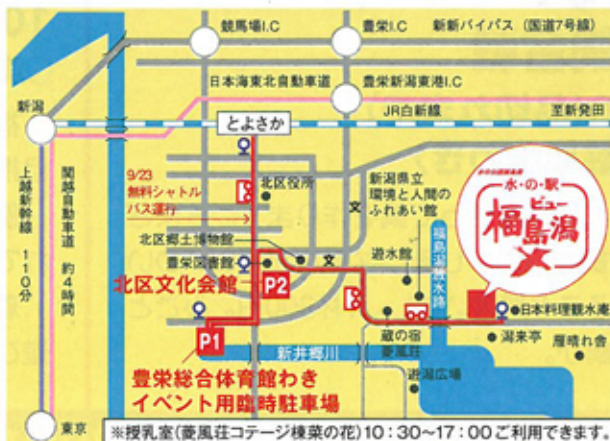 競馬場I.C
豊栄I.C
新新バイパス (国道7号線)
日本海東北自動車道
豊栄新潟東港I.C
新潟
JR白新線
至新発田
とよさか
9/23
無料シャトル
バス運行
北区役所
文
新潟県立
環境と人間の
ふれあい館
水・の・駅
ビュー
福島潟
上越新幹線 110分
関越自動車道 約4時間
北区郷土博物館
文
遊水館
福島潟放水路
豊栄図書館
北区文化会館
P2
日本料理観水庵
P1
蔵の宿
菱風荘
潟来亭
雁晴れ舎
新井郷川
遊潟広場
豊栄総合体育館わき
イベント用臨時駐車場
東京
※授乳室(菱風荘コテージ棟菜の花)10:30〜17:00ご利用できます。